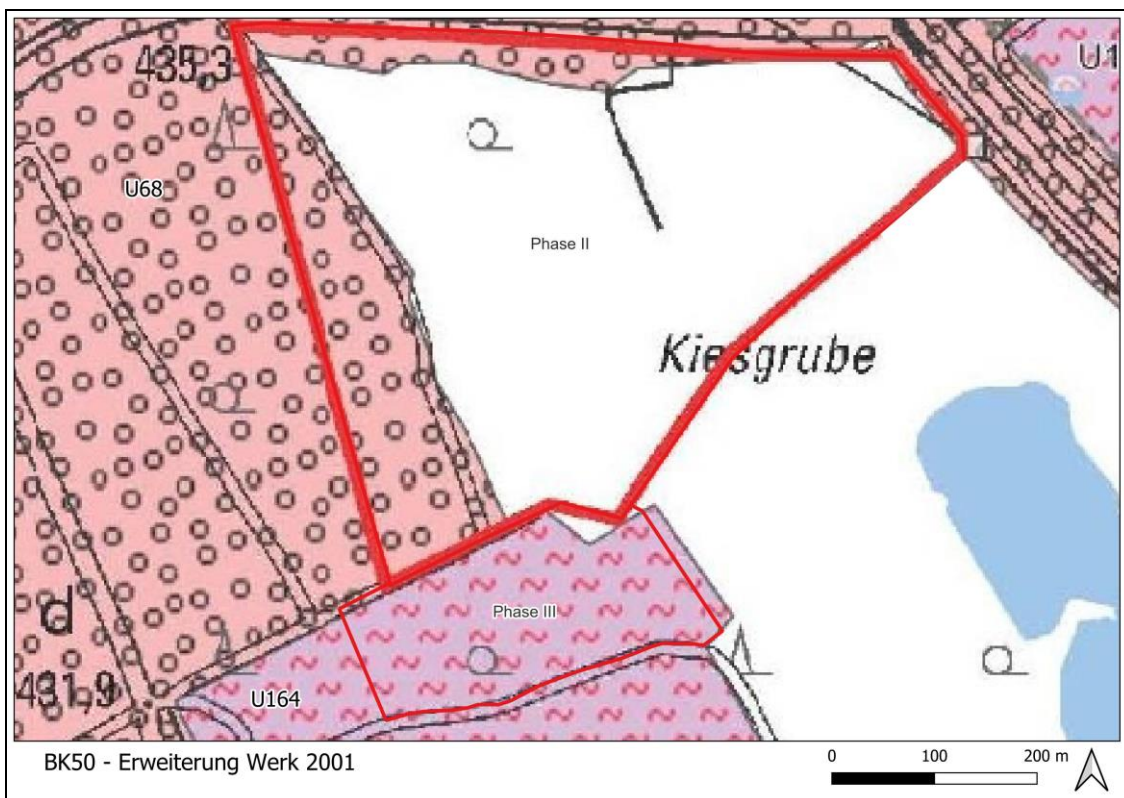 435,3
U1
U68
Phase II
Kiesgrube
Phase III
d
431,9
U164
BK50 - Erweiterung Werk 2001
0 100 200 m